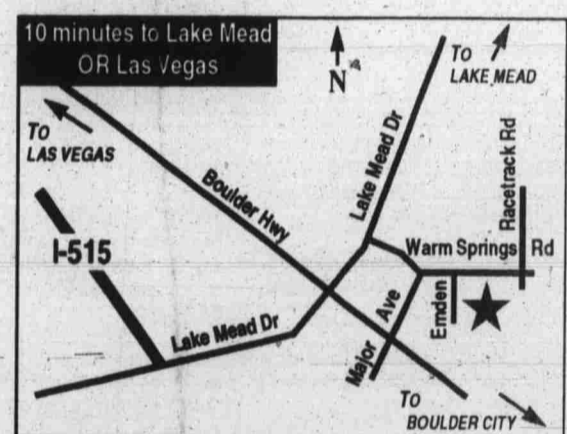 10 minutes to Lake Mead
OR Las Vegas
N
To
LAKE MEAD
To
LAS VEGAS
Lake Mead Dr
Racetrack Rd
Boulder Hwy
I-515
Warm Springs Rd
Emden
Major Ave
Lake Mead Dr
To
BOULDER CITY